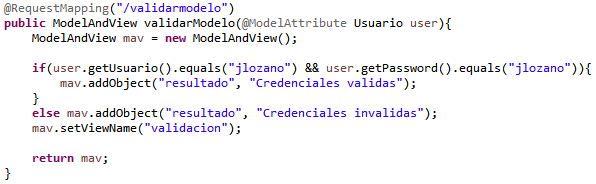 @RequestMapping("/validarmodelo")
public ModelAndView validarModelo(@ModelAttribute Usuario user){
    ModelAndView mav = new ModelAndView();

    if(user.getUsuario().equals("jlozano") && user.getPassword().equals("jlozano")){
        mav.addObject("resultado", "Credenciales validas");
    }
    else mav.addObject("resultado", "Credenciales invalidas");
    mav.setViewName("validacion");

    return mav;
}